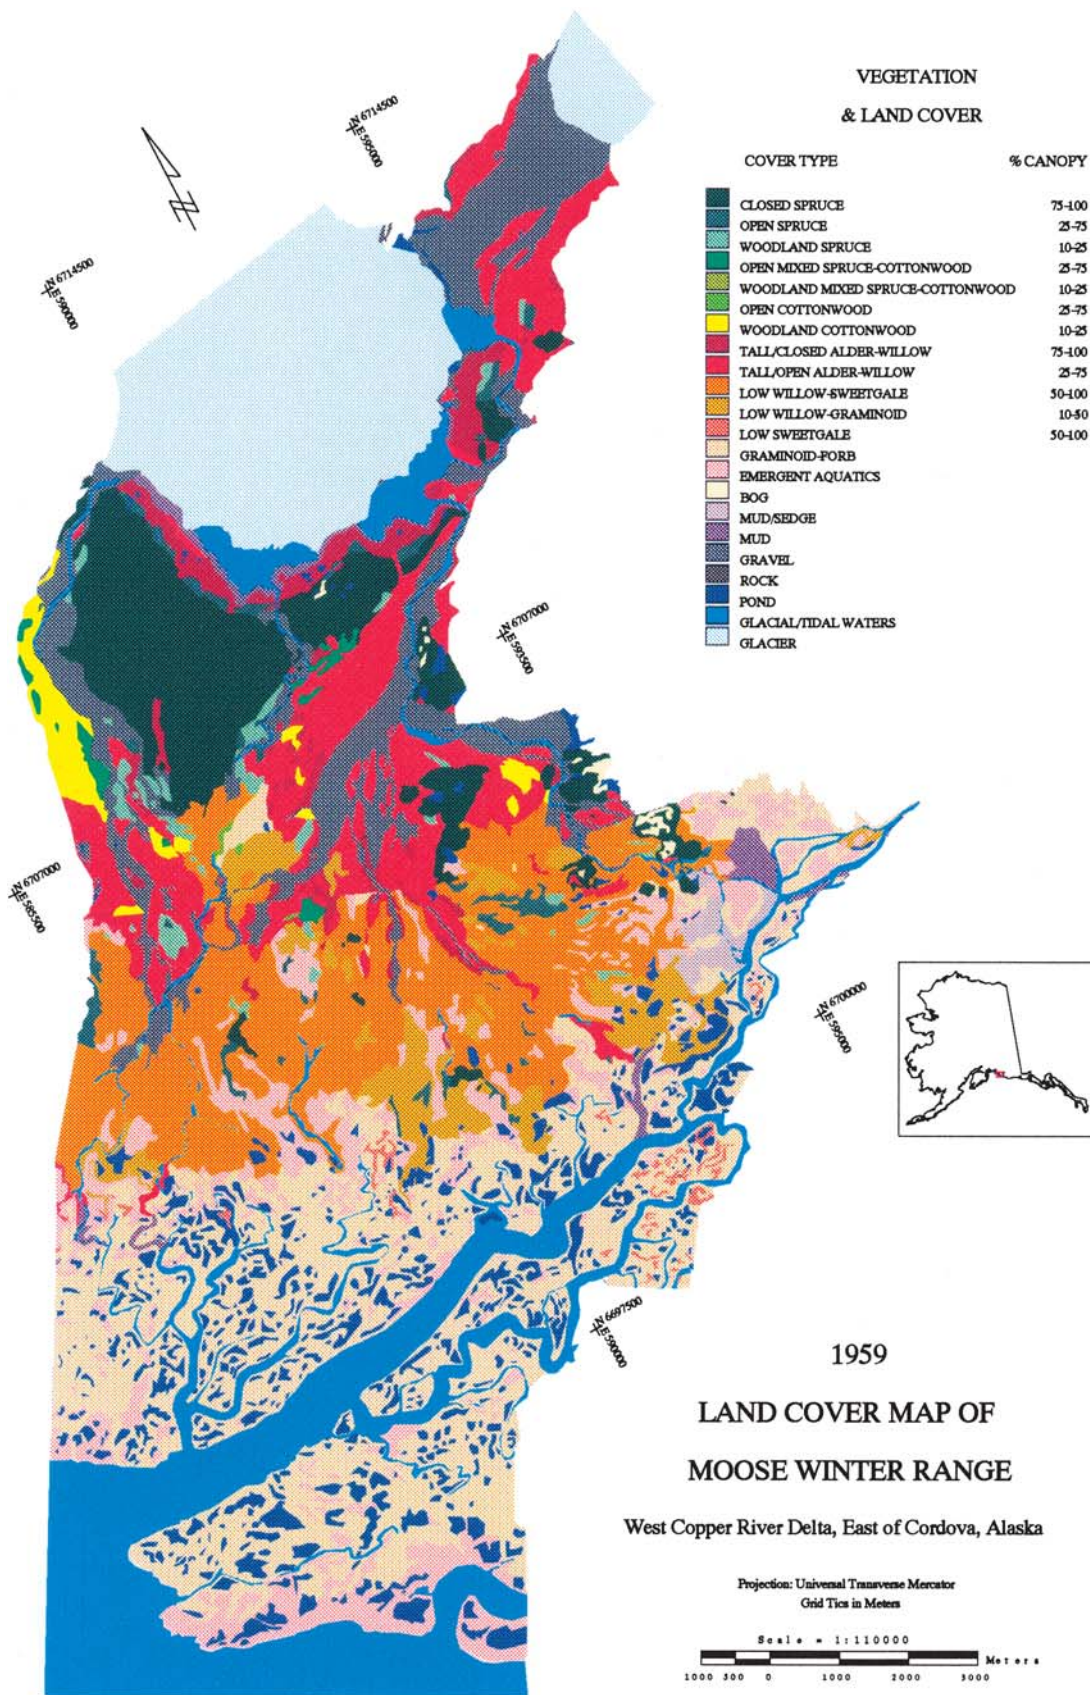 VEGETATION
& LAND COVER
COVER TYPE % CANOPY
CLOSED SPRUCE 75-100
OPEN SPRUCE 25-75
WOODLAND SPRUCE 10-25
OPEN MIXED SPRUCE-COTTONWOOD 25-75
WOODLAND MIXED SPRUCE-COTTONWOOD 10-25
OPEN COTTONWOOD 25-75
WOODLAND COTTONWOOD 10-25
TALL/CLOSED ALDER-WILLOW 75-100
TALL/OPEN ALDER-WILLOW 25-75
LOW WILLOW-SWEETGALE 50-100
LOW WILLOW-GRAMINOID 10-50
LOW SWEETGALE 50-100
GRAMINOID-FORB
EMERGENT AQUATICS
BOG
MUD/SEDGE
MUD
GRAVEL
ROCK
POND
GLACIAL/TIDAL WATERS
GLACIER
N 6714500
E 595000
N
N 6714500
E 590000
N 6707000
E 593500
N 6707000
E 585500
N 6700000
E 595000
N 6697500
E 590000
1959
LAND COVER MAP OF
MOOSE WINTER RANGE
West Copper River Delta, East of Cordova, Alaska
Projection: Universal Transverse Mercator
Grid Tics in Meters
Scale = 1:110000
Meters
1000 500 0 1000 2000 3000